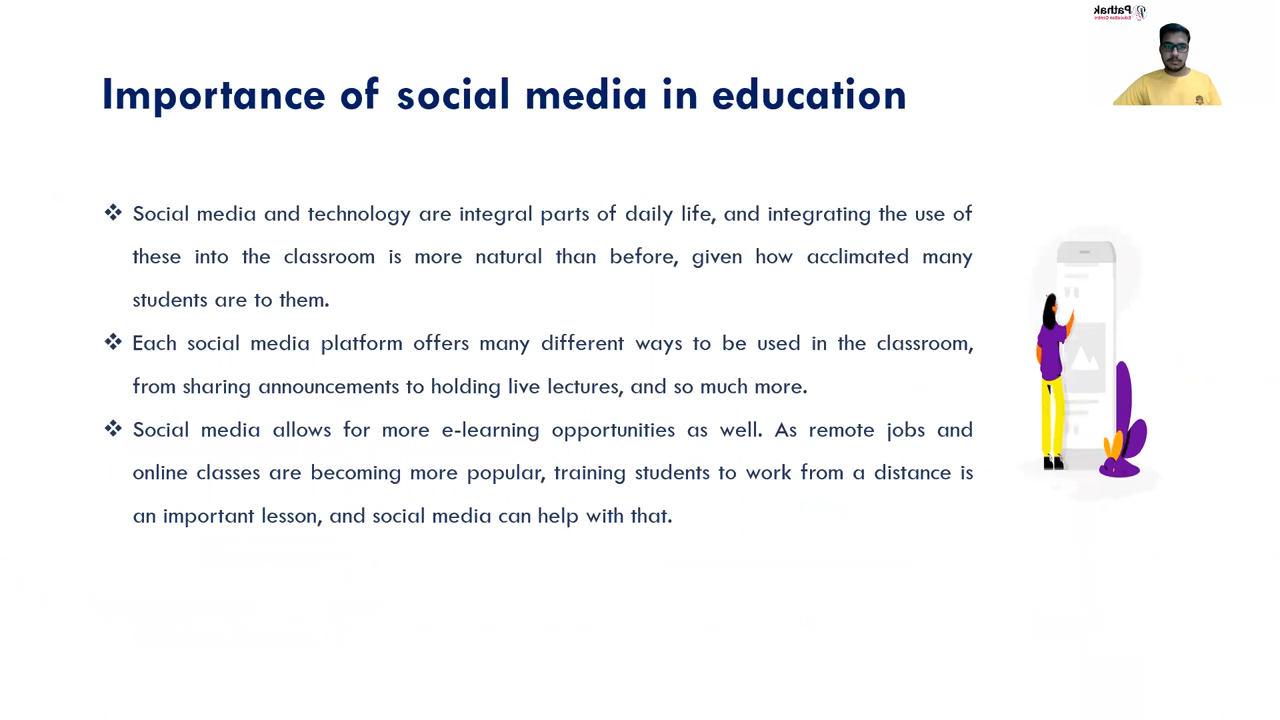 Pathak
Education Centre
Importance of social media in education
❖ Social media and technology are integral parts of daily life, and integrating the use of
these into the classroom is more natural than before, given how acclimated many
students are to them.
❖ Each social media platform offers many different ways to be used in the classroom,
from sharing announcements to holding live lectures, and so much more.
❖ Social media allows for more e-learning opportunities as well. As remote jobs and
online classes are becoming more popular, training students to work from a distance is
an important lesson, and social media can help with that.